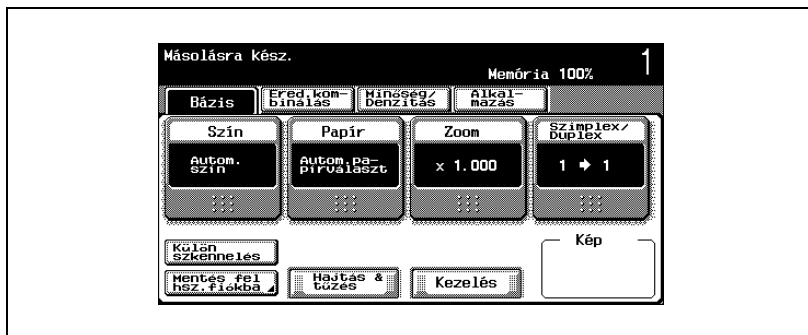 Másolásra kész.
Memória 100%
1
Bázis
Ered.kom-
binálás
Minőség/
Denzitás
Alkal-
mazás
Szín
Papír
Zoom
Szimplex/
Duplex
Autom.
szín
Autom.pa-
pírválaszt
x 1.000
1 → 1
Külön
szkennelés
Kép
Mentés fel
hsz.fiókba
Hajtás &
tűzés
Kezelés